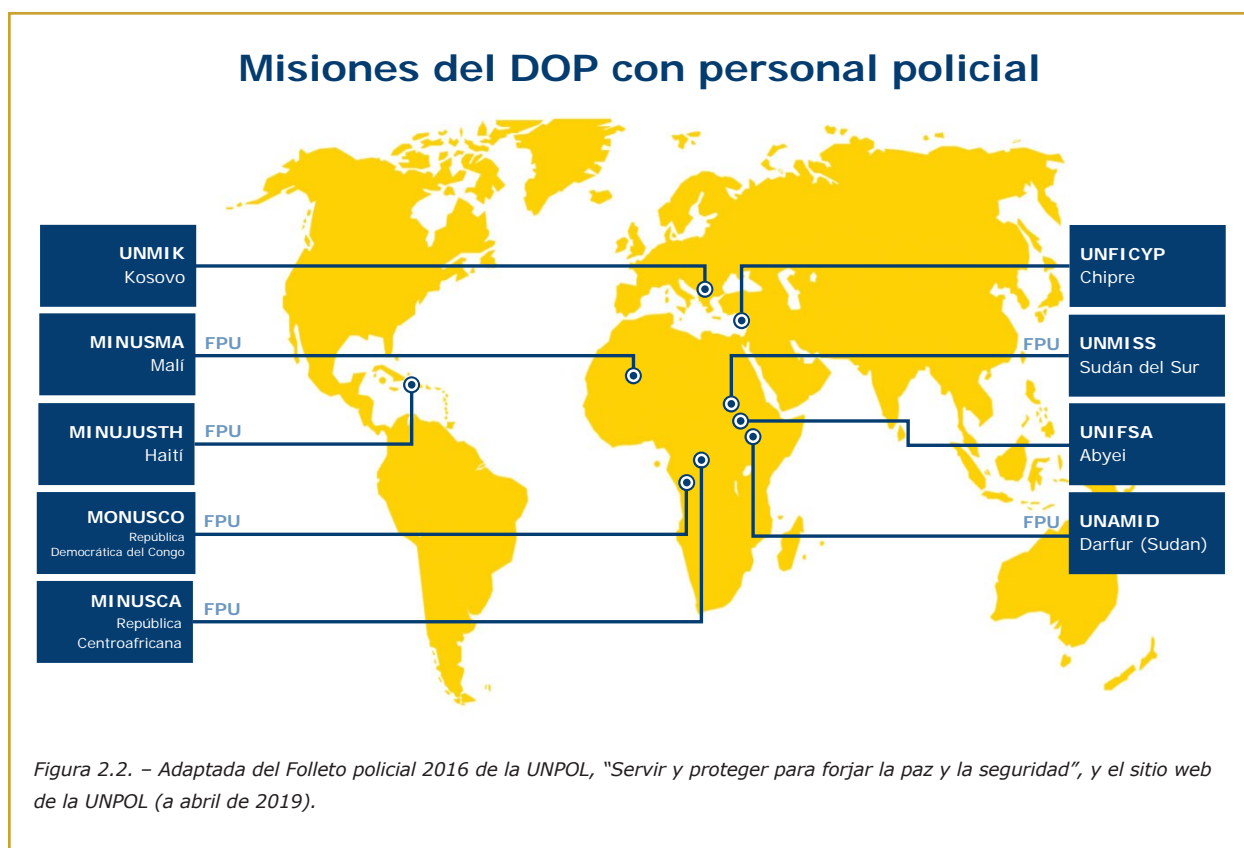 Misiones del DOP con personal policial
UNMIK
Kosovo
MINUSMA
Malí
FPU
MINUJUSTH
Haití
FPU
MONUSCO
República
Democrática del Congo
FPU
MINUSCA
República
Centroafricana
FPU
UNFICYP
Chipre
FPU
UNMISS
Sudán del Sur
UNIFSA
Abyei
FPU
UNAMID
Darfur (Sudan)
Figura 2.2. – Adaptada del Folleto policial 2016 de la UNPOL, “Servir y proteger para forjar la paz y la seguridad”, y el sitio web
de la UNPOL (a abril de 2019).